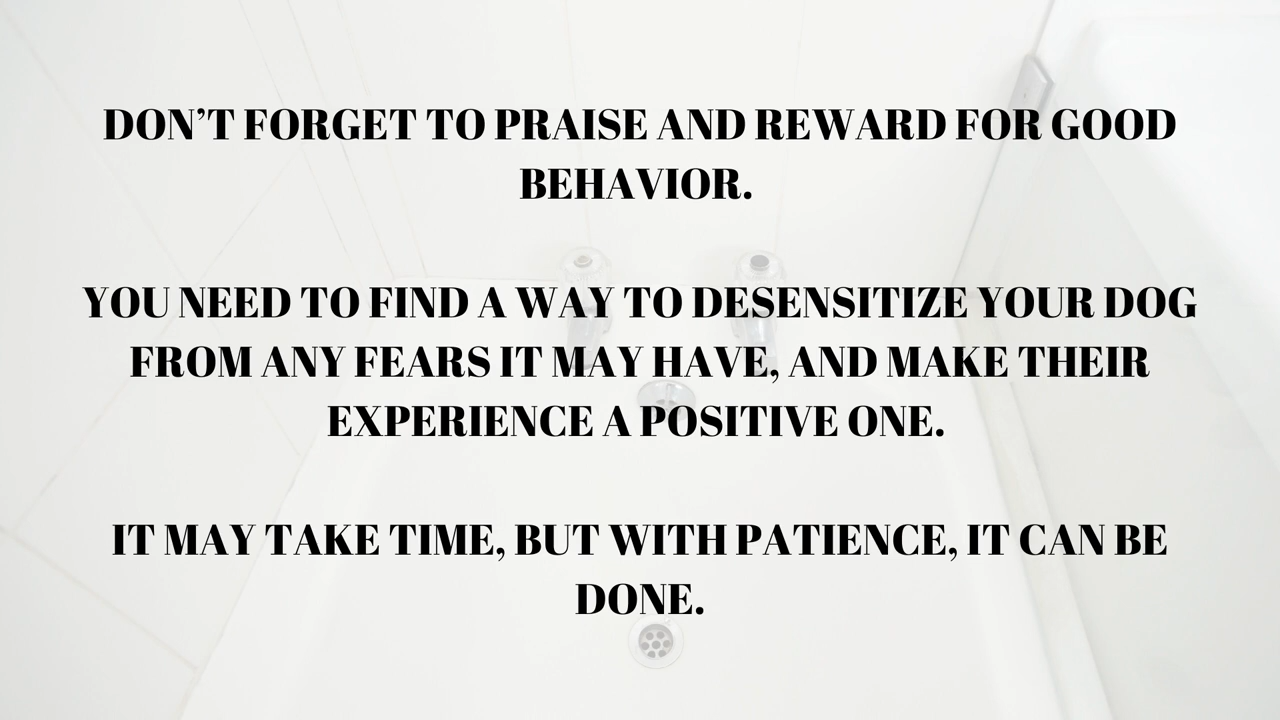 DON’T FORGET TO PRAISE AND REWARD FOR GOOD
BEHAVIOR.
YOU NEED TO FIND A WAY TO DESENSITIZE YOUR DOG
FROM ANY FEARS IT MAY HAVE, AND MAKE THEIR
EXPERIENCE A POSITIVE ONE.
IT MAY TAKE TIME, BUT WITH PATIENCE, IT CAN BE
DONE.